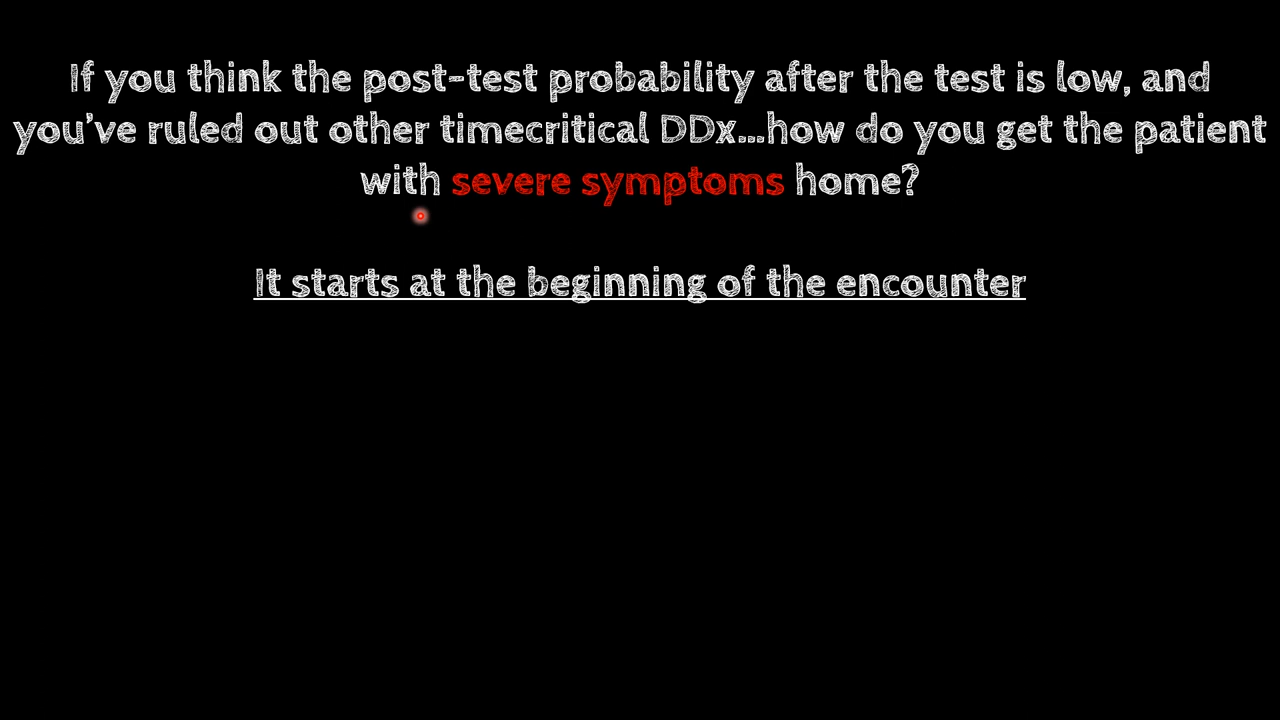 If you think the post-test probability after the test is low, and
you've ruled out other timecritical DDx...how do you get the patient
with severe symptoms home?
It starts at the beginning of the encounter